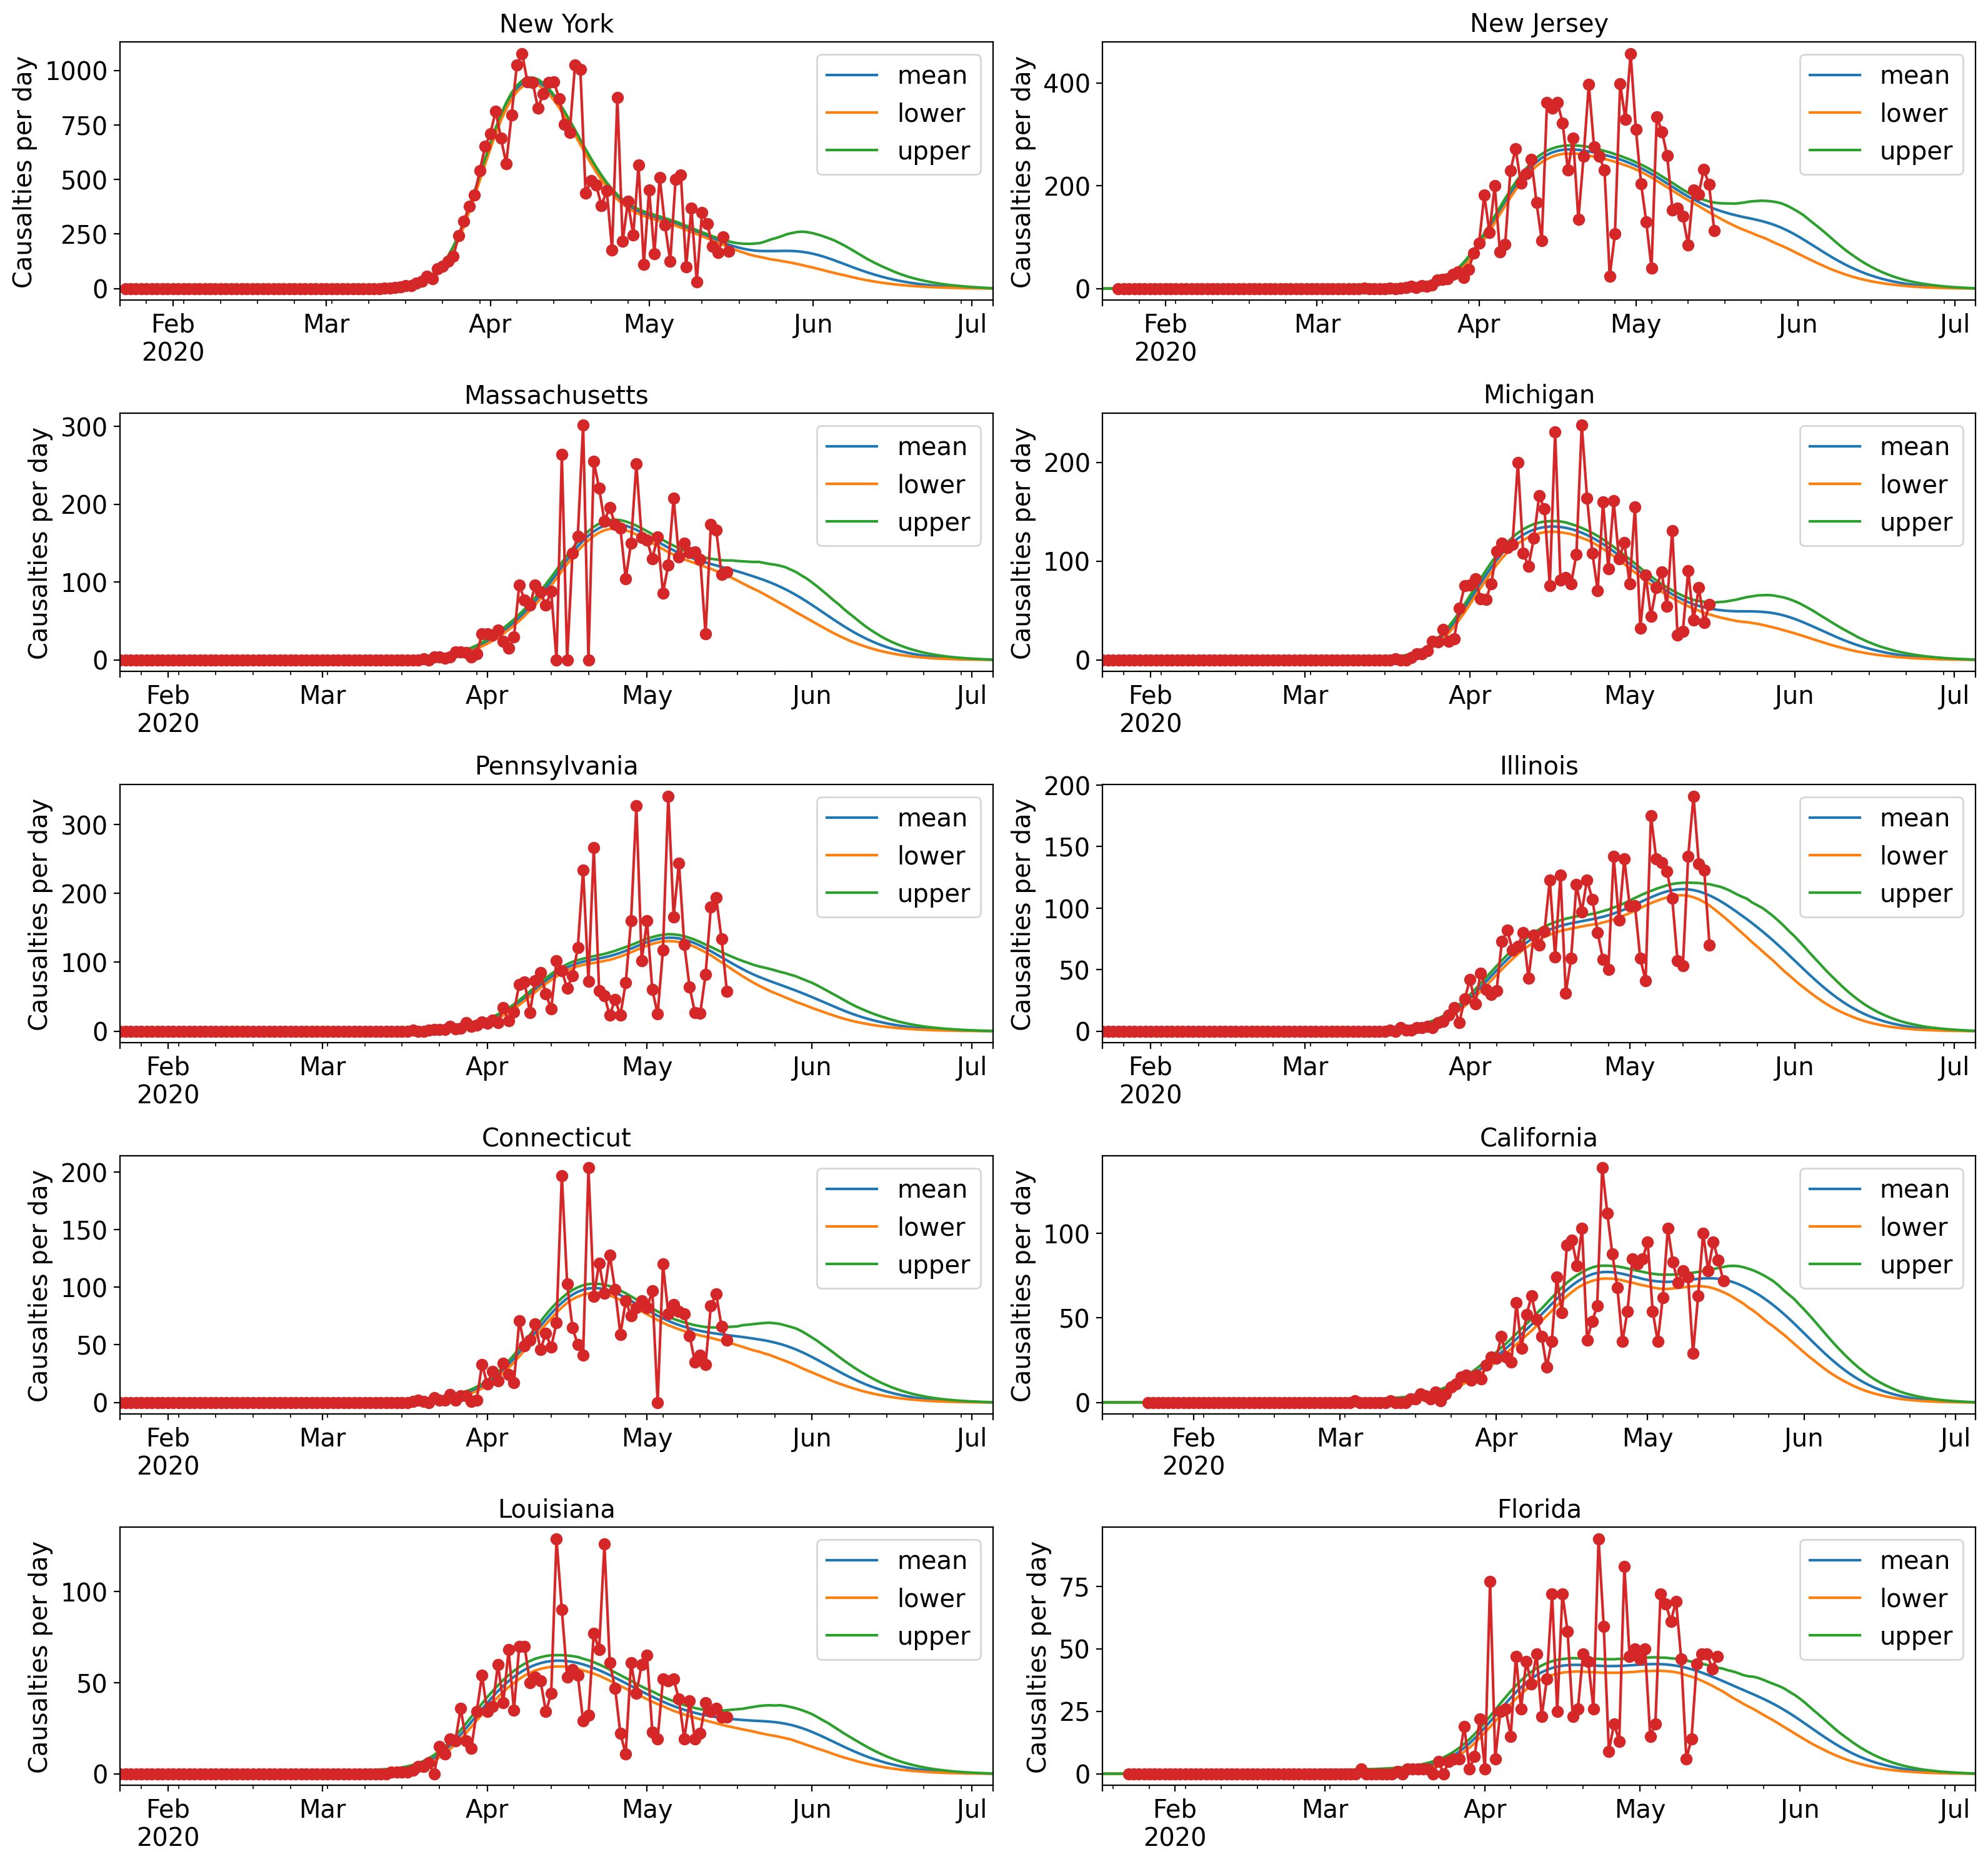 New York
Causalties per day
1000
750
500
250
0
mean
lower
upper
Feb Mar Apr May Jun Jul
2020
New Jersey
Causalties per day
400
200
0
mean
lower
upper
Feb Mar Apr May Jun Jul
2020
Massachusetts
Causalties per day
300
200
100
0
mean
lower
upper
Feb Mar Apr May Jun Jul
2020
Michigan
Causalties per day
200
100
0
mean
lower
upper
Feb Mar Apr May Jun Jul
2020
Pennsylvania
Causalties per day
300
200
100
0
mean
lower
upper
Feb Mar Apr May Jun Jul
2020
Illinois
Causalties per day
200
150
100
50
0
mean
lower
upper
Feb Mar Apr May Jun Jul
2020
Connecticut
Causalties per day
200
150
100
50
0
mean
lower
upper
Feb Mar Apr May Jun Jul
2020
California
Causalties per day
100
50
0
mean
lower
upper
Feb Mar Apr May Jun Jul
2020
Louisiana
Causalties per day
100
50
0
mean
lower
upper
Feb Mar Apr May Jun Jul
2020
Florida
Causalties per day
75
50
25
0
mean
lower
upper
Feb Mar Apr May Jun Jul
2020